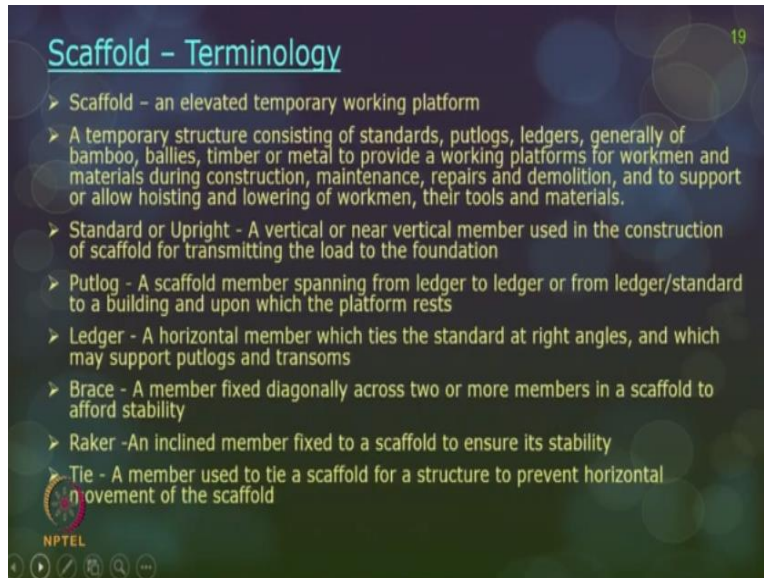 19
Scaffold – Terminology
➢ Scaffold – an elevated temporary working platform
➢ A temporary structure consisting of standards, putlogs, ledgers, generally of
bamboo, ballies, timber or metal to provide a working platforms for workmen and
materials during construction, maintenance, repairs and demolition, and to support
or allow hoisting and lowering of workmen, their tools and materials.
➢ Standard or Upright - A vertical or near vertical member used in the construction
of scaffold for transmitting the load to the foundation
➢ Putlog - A scaffold member spanning from ledger to ledger or from ledger/standard
to a building and upon which the platform rests
➢ Ledger - A horizontal member which ties the standard at right angles, and which
may support putlogs and transoms
➢ Brace - A member fixed diagonally across two or more members in a scaffold to
afford stability
➢ Raker -An inclined member fixed to a scaffold to ensure its stability
➢ Tie - A member used to tie a scaffold for a structure to prevent horizontal
movement of the scaffold
NPTEL